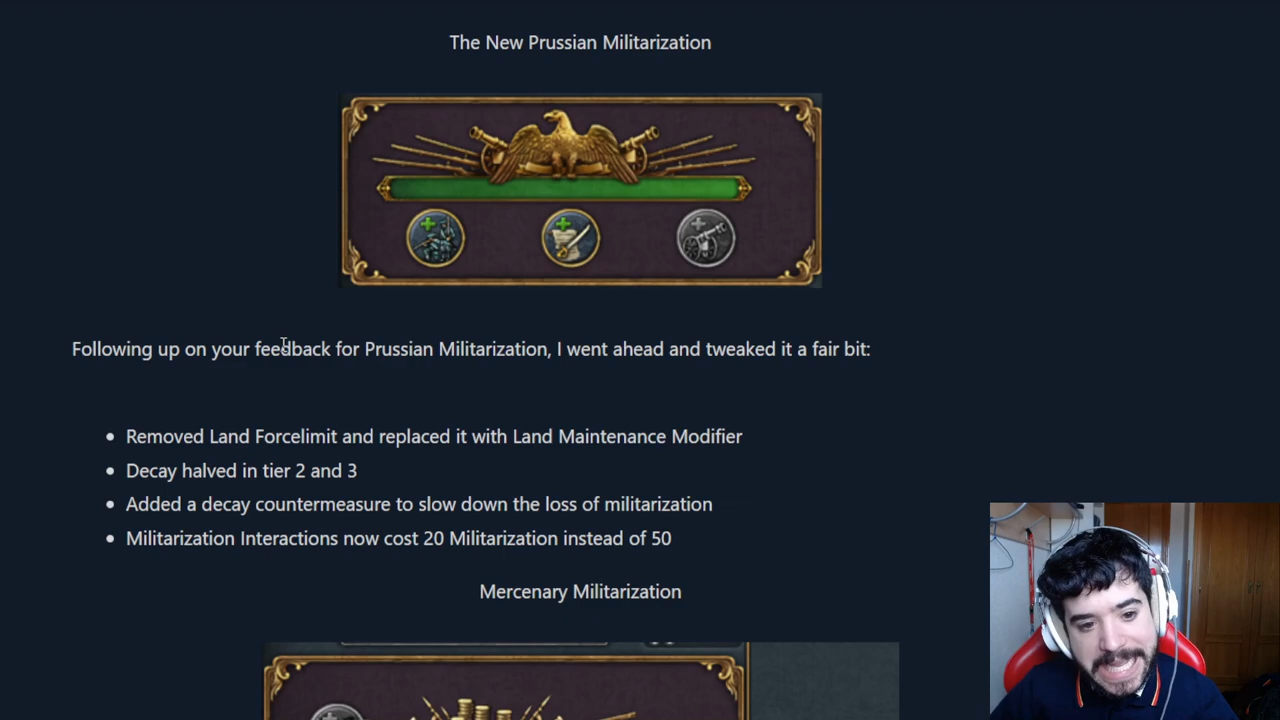 The New Prussian Militarization
Following up on your feedback for Prussian Militarization, I went ahead and tweaked it a fair bit:
Removed Land Forcelimit and replaced it with Land Maintenance Modifier
Decay halved in tier 2 and 3
Added a decay countermeasure to slow down the loss of militarization
Militarization Interactions now cost 20 Militarization instead of 50
Mercenary Militarization